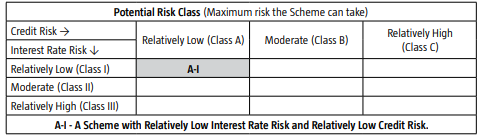 Potential Risk Class (Maximum risk the Scheme can take)
Credit Risk →
Interest Rate Risk ↓
Relatively Low (Class A)
Moderate (Class B)
Relatively High
(Class C)
Relatively Low (Class I)
A-I
Moderate (Class II)
Relatively High (Class III)
A-I - A Scheme with Relatively Low Interest Rate Risk and Relatively Low Credit Risk.